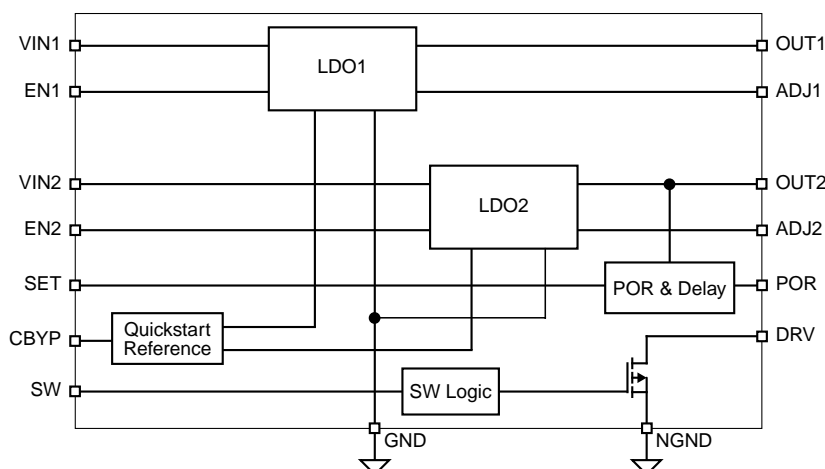 VIN1
LDO1
OUT1
EN1
ADJ1
VIN2
LDO2
OUT2
EN2
ADJ2
SET
POR & Delay
POR
CBYP
Quickstart
Reference
DRV
SW
SW Logic
GND
NGND